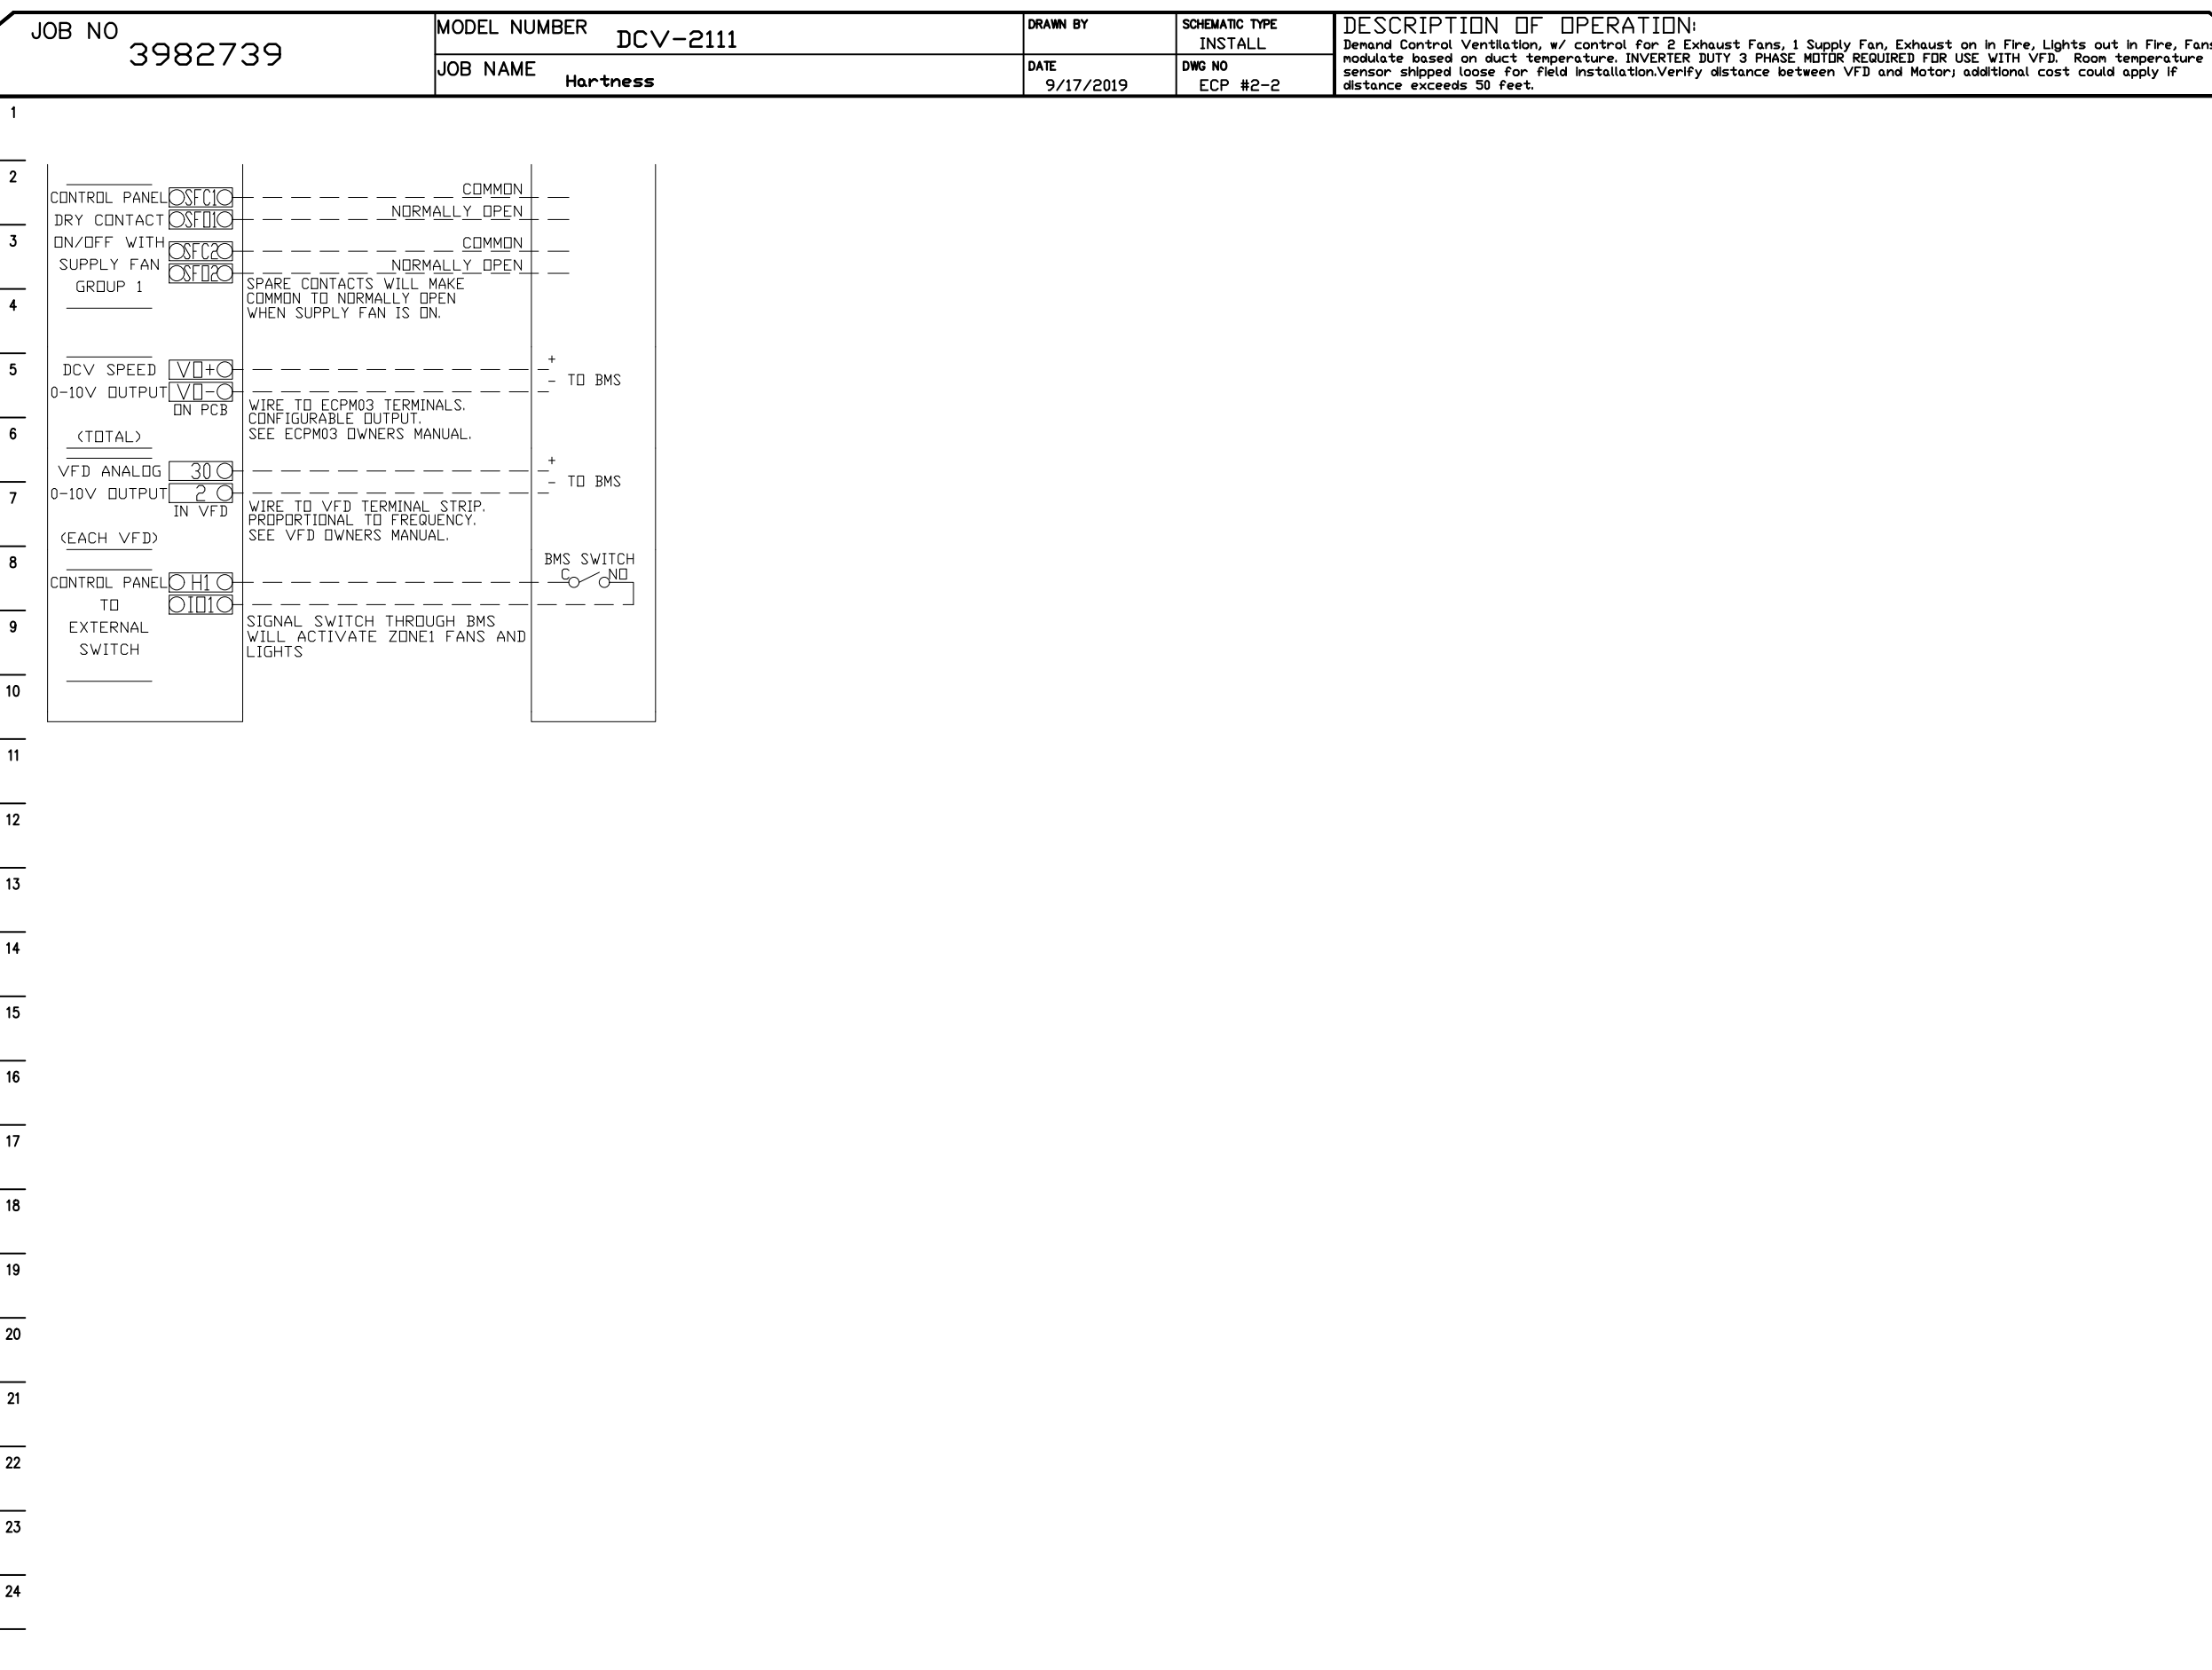 JOB NO
3982739
MODEL NUMBER
DCV-2111
JOB NAME
Hartness
DRAWN BY
SCHEMATIC TYPE
INSTALL
DATE
9/17/2019
DWG NO
ECP #2-2
DESCRIPTION OF OPERATION:
Demand Control Ventilation, w/ control for 2 Exhaust Fans, 1 Supply Fan, Exhaust on in Fire, Lights out in Fire, Fans
modulate based on duct temperature. INVERTER DUTY 3 PHASE MOTOR REQUIRED FOR USE WITH VFD. Room temperature
sensor shipped loose for field installation.Verify distance between VFD and Motor; additional cost could apply if
distance exceeds 50 feet.
1
2
3
4
5
6
7
8
9
10
11
12
13
14
15
16
17
18
19
20
21
22
23
24
CONTROL PANEL
DRY CONTACT
ON/OFF WITH
SUPPLY FAN
GROUP 1
SFC1
SFO1
SFC2
SFO2
COMMON
NORMALLY OPEN
COMMON
NORMALLY OPEN
SPARE CONTACTS WILL MAKE
COMMON TO NORMALLY OPEN
WHEN SUPPLY FAN IS ON.
DCV SPEED
0-10V OUTPUT
(TOTAL)
VO+
VO-
ON PCB
+
- TO BMS
WIRE TO ECPM03 TERMINALS.
CONFIGURABLE OUTPUT.
SEE ECPM03 OWNERS MANUAL.
VFD ANALOG
0-10V OUTPUT
(EACH VFD)
30
2
IN VFD
+
- TO BMS
WIRE TO VFD TERMINAL STRIP.
PROPORTIONAL TO FREQUENCY.
SEE VFD OWNERS MANUAL.
CONTROL PANEL
TO
EXTERNAL
SWITCH
H1
IO1
BMS SWITCH
C NO
SIGNAL SWITCH THROUGH BMS
WILL ACTIVATE ZONE1 FANS AND
LIGHTS